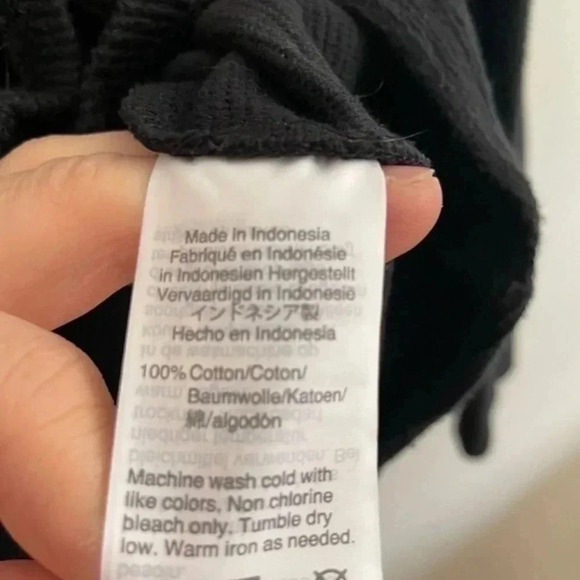 Made in Indonesia
Fabriqué en Indonésie
in Indonesien Hergestellt
Vervaardigd in Indonesië
インドネシア製
Hecho en Indonesia
100% Cotton/Coton/
Baumwolle/Katoen/
綿/algodón
Machine wash cold with
like colors. Non chlorine
bleach only. Tumble dry
low. Warm iron as needed.